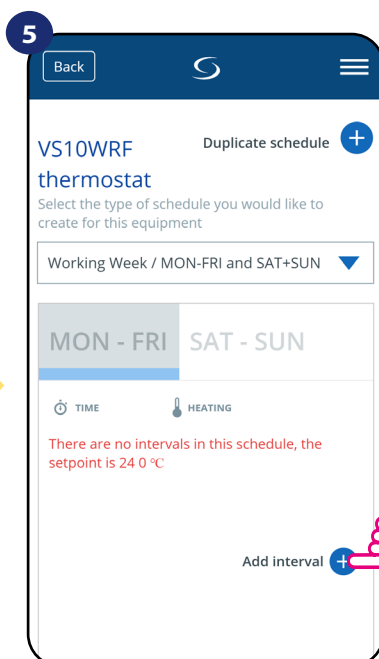 5
Back
Duplicate schedule
VS10WRF
thermostat
Select the type of schedule you would like to
create for this equipment
Working Week / MON-FRI and SAT+SUN
MON - FRI SAT - SUN
TIME HEATING
There are no intervals in this schedule, the
setpoint is 24 0 °C
Add interval